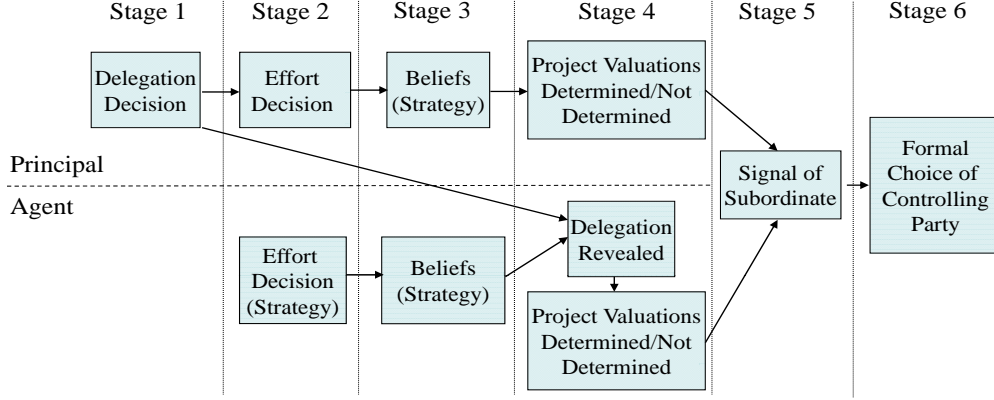 Stage 1
Stage 2
Stage 3
Stage 4
Stage 5
Stage 6
Delegation
Decision
Effort
Decision
Beliefs
(Strategy)
Project Valuations
Determined/Not
Determined
Principal
Agent
Signal of
Subordinate
Formal
Choice of
Controlling
Party
Delegation
Revealed
Effort
Decision
(Strategy)
Beliefs
(Strategy)
Project Valuations
Determined/Not
Determined